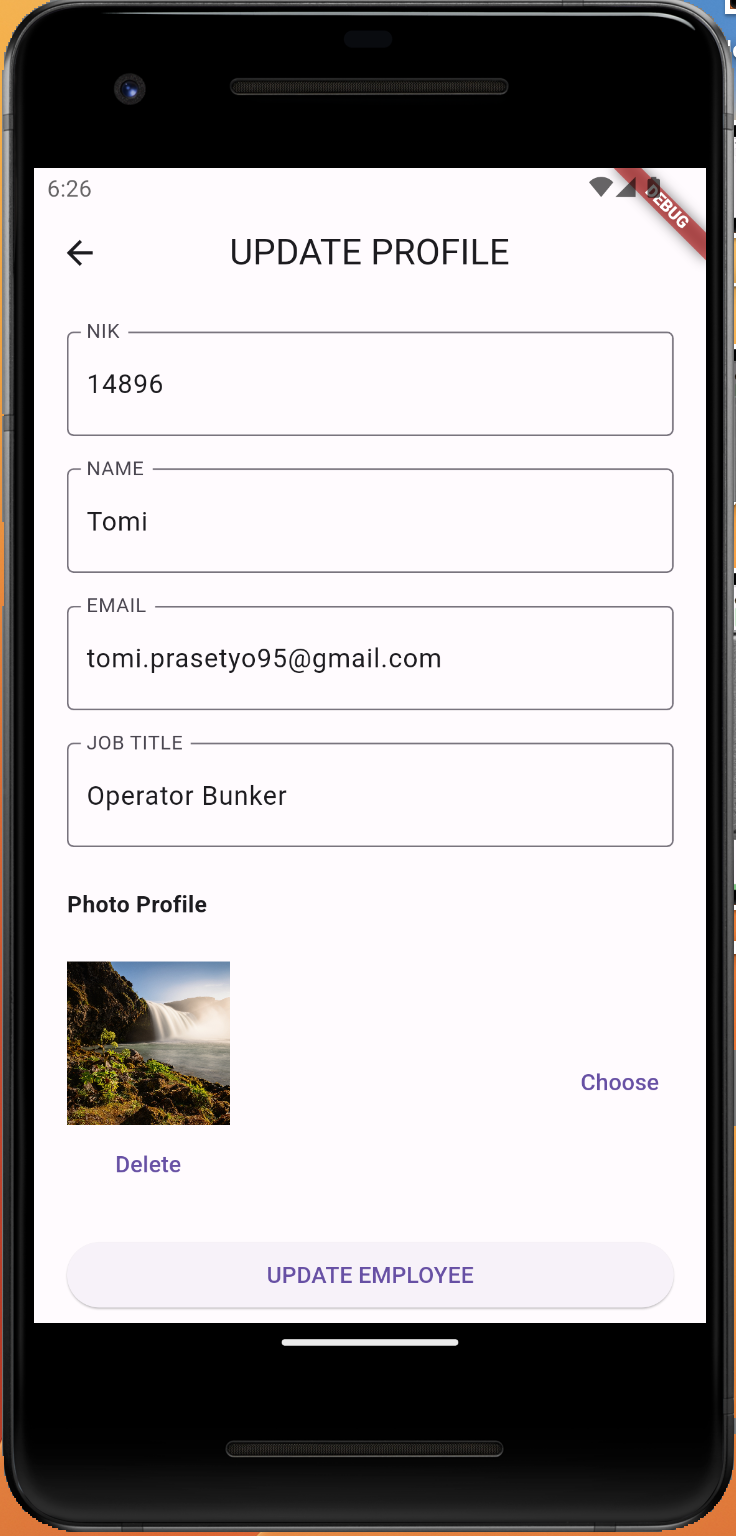 6:26
DEBUG
UPDATE PROFILE
NIK
14896
NAME
Tomi
EMAIL
tomi.prasetyo95@gmail.com
JOB TITLE
Operator Bunker
Photo Profile
Choose
Delete
UPDATE EMPLOYEE